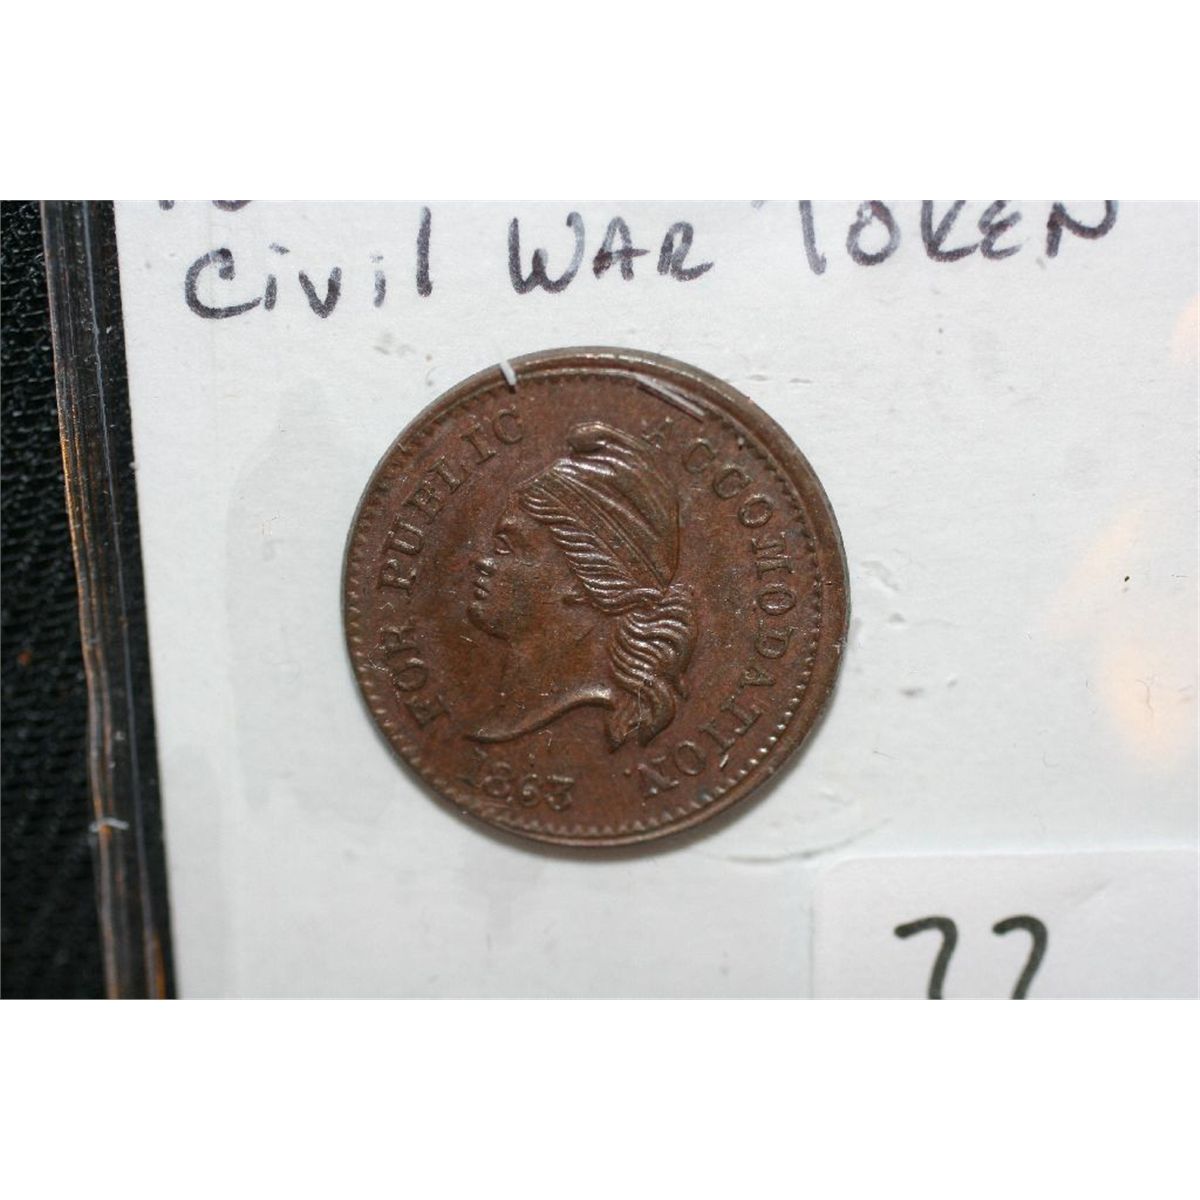 Civil WAR TOKEN
FOR PUBLIC ACCOMODATION.
1863
77